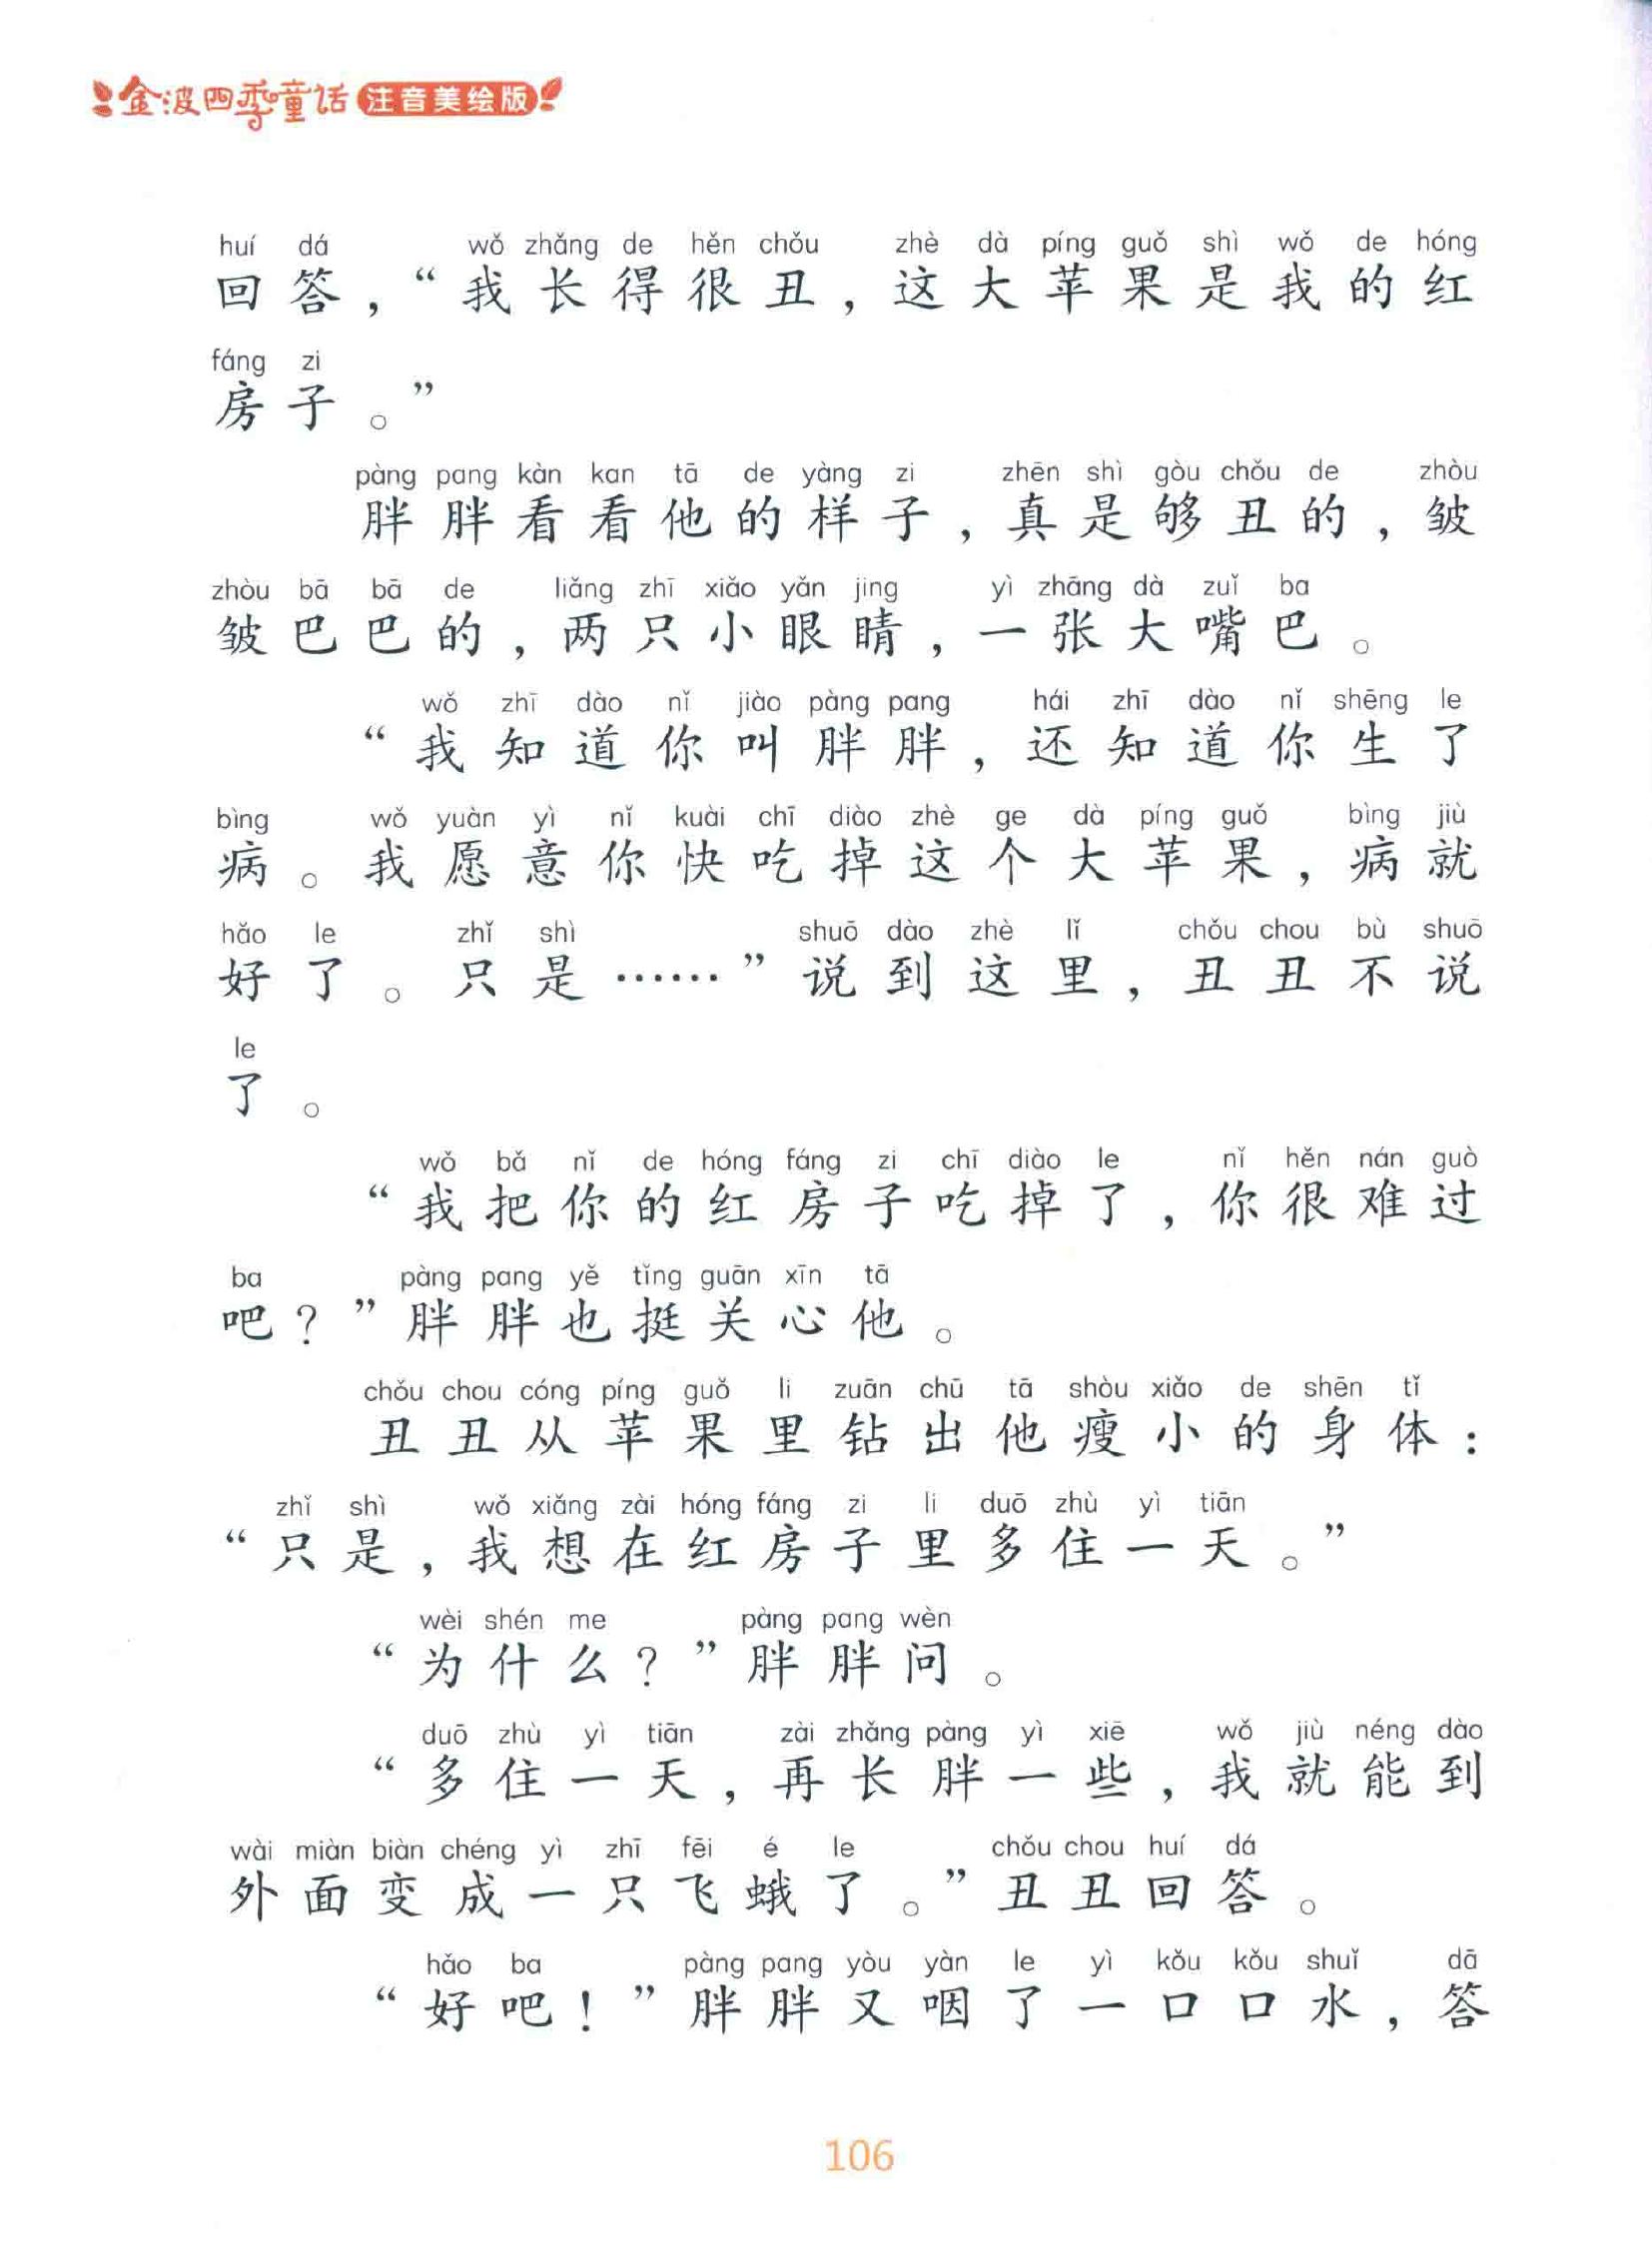 金波四季童话 注音美绘版
huí dá wǒ zhǎng de hěn chǒu zhè dà píng guǒ shì wǒ de hóng
回答，“我长得很丑，这大苹果是我的红
fáng zi
房子。”
pàng pang kàn kan tā de yàng zi zhēn shì gòu chǒu de zhòu
胖胖看看他的样子，真是够丑的，皱
zhòu bā bā de liǎng zhī xiǎo yǎn jing yì zhāng dà zuǐ ba
皱巴巴的，两只小眼睛，一张大嘴巴。
wǒ zhī dào nǐ jiào pàng pang hái zhī dào nǐ shēng le
“我知道你叫胖胖，还知道你生了
bìng wǒ yuàn yì nǐ kuài chī diào zhè ge dà píng guǒ bìng jiù
病。我愿意你快吃掉这个大苹果，病就
hǎo le zhǐ shì shuō dào zhè lǐ chǒu chou bù shuō
好了。只是……”说到这里，丑丑不说
le
了。
wǒ bǎ nǐ de hóng fáng zi chī diào le nǐ hěn nán guò
“我把你的红房子吃掉了，你很难过
ba pàng pang yě tǐng guān xīn tā
吧？”胖胖也挺关心他。
chǒu chou cóng píng guǒ li zuān chū tā shòu xiǎo de shēn tǐ
丑丑从苹果里钻出他瘦小的身体：
zhǐ shì wǒ xiǎng zài hóng fáng zi li duō zhù yì tiān
“只是，我想在红房子里多住一天。”
wèi shén me pàng pang wèn
“为什么？”胖胖问。
duō zhù yì tiān zài zhǎng pàng yì xiē wǒ jiù néng dào
“多住一天，再长胖一些，我就能到
wài miàn biàn chéng yì zhī fēi é le chǒu chou huí dá
外面变成一只飞蛾了。”丑丑回答。
hǎo ba pàng pang yòu yàn le yì kǒu kǒu shuǐ dā
“好吧！”胖胖又咽了一口口水，答
106